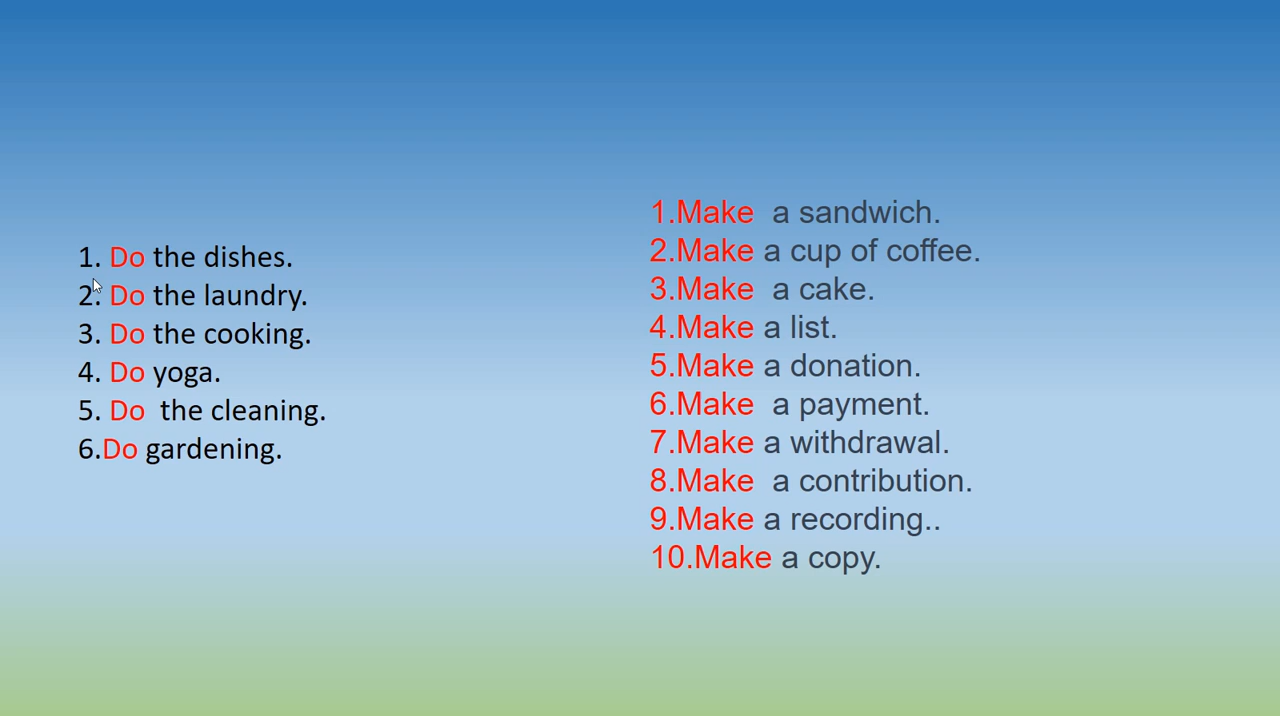 1. Do the dishes.
2. Do the laundry.
3. Do the cooking.
4. Do yoga.
5. Do  the cleaning.
6.Do gardening.
1.Make  a sandwich.
2.Make a cup of coffee.
3.Make  a cake.
4.Make a list.
5.Make a donation.
6.Make  a payment.
7.Make a withdrawal.
8.Make  a contribution.
9.Make a recording..
10.Make a copy.